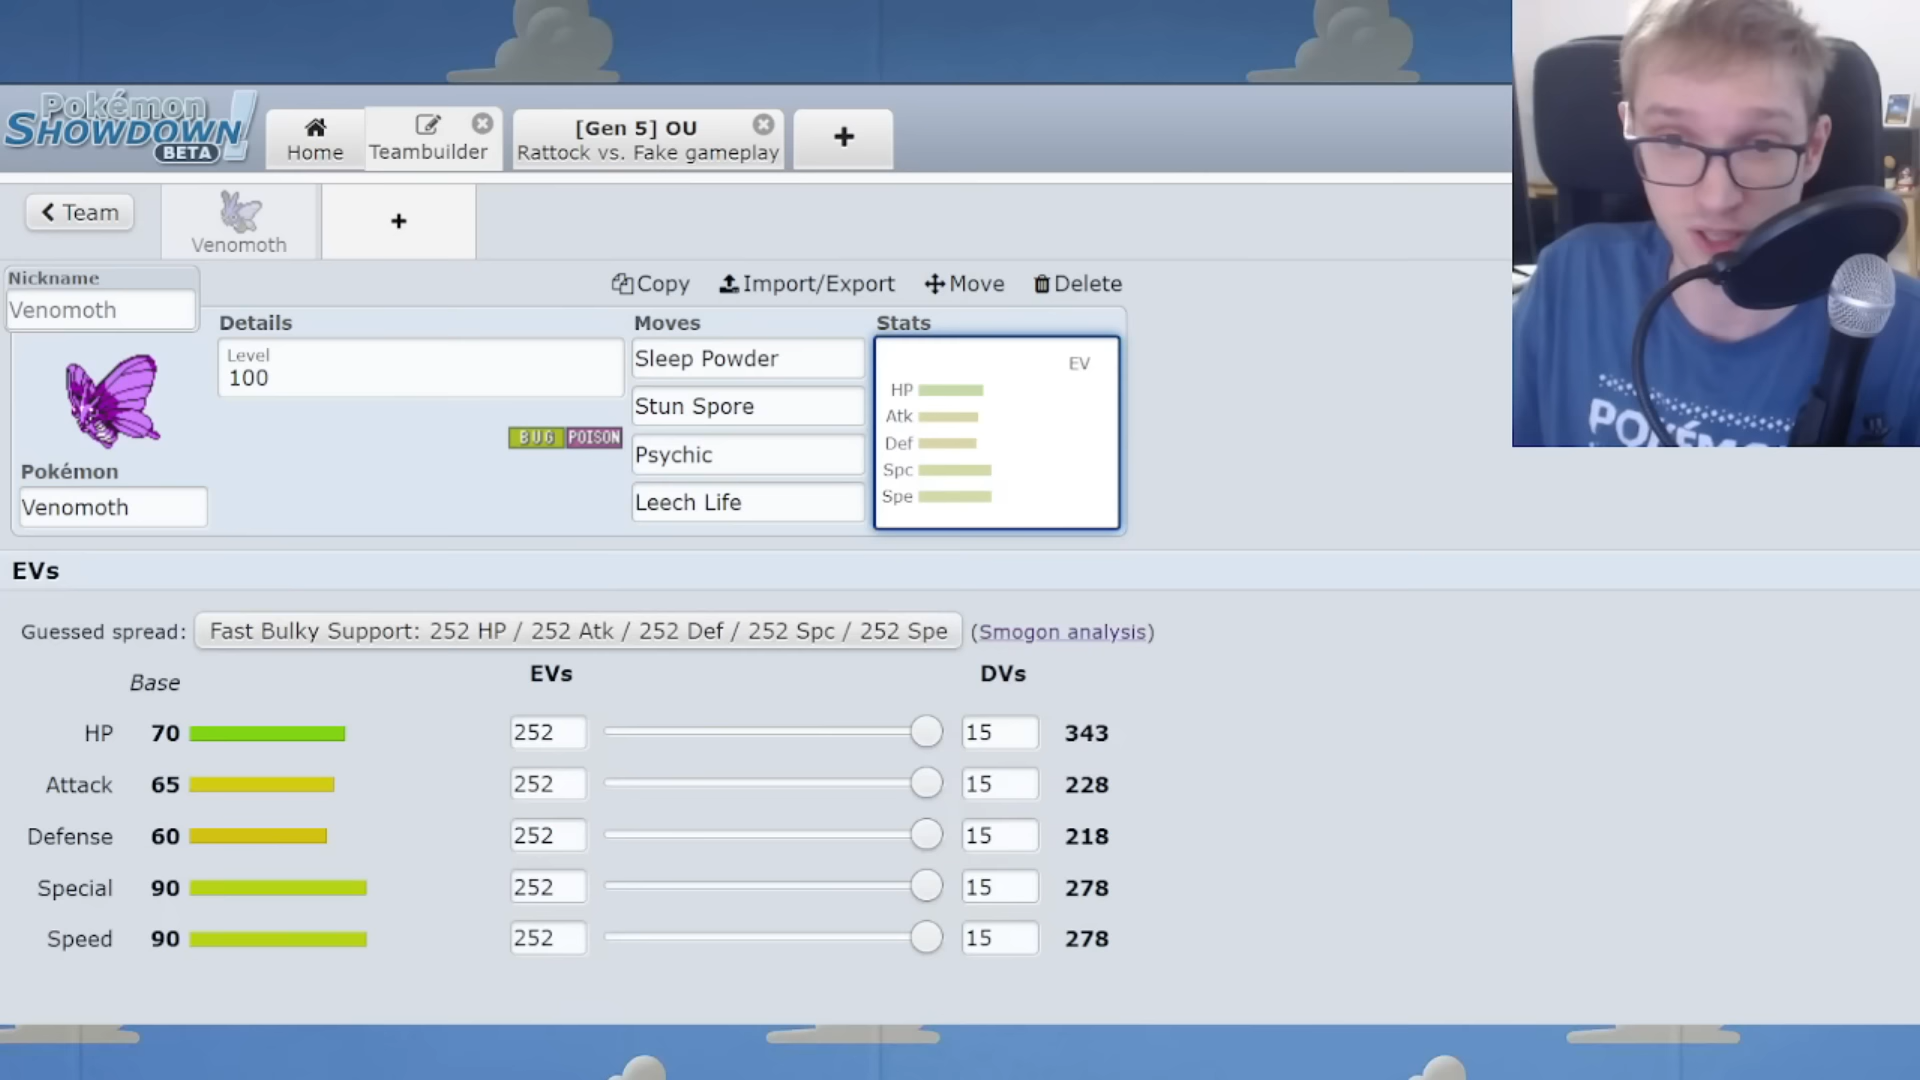 Pokémon
SHOWDOWN!
BETA
Home
Teambuilder
[Gen 5] OU
Rattock vs. Fake gameplay
+
Team
Venomoth
+
Nickname
Venomoth
Copy
Import/Export
Move
Delete
Details
Moves
Stats
Level
100
BUG
POISON
Pokémon
Venomoth
Sleep Powder
Stun Spore
Psychic
Leech Life
EV
HP
Atk
Def
Spc
Spe
EVs
Guessed spread: Fast Bulky Support: 252 HP / 252 Atk / 252 Def / 252 Spc / 252 Spe (Smogon analysis)
Base EVs DVs
HP 70 252 15 343
Attack 65 252 15 228
Defense 60 252 15 218
Special 90 252 15 278
Speed 90 252 15 278